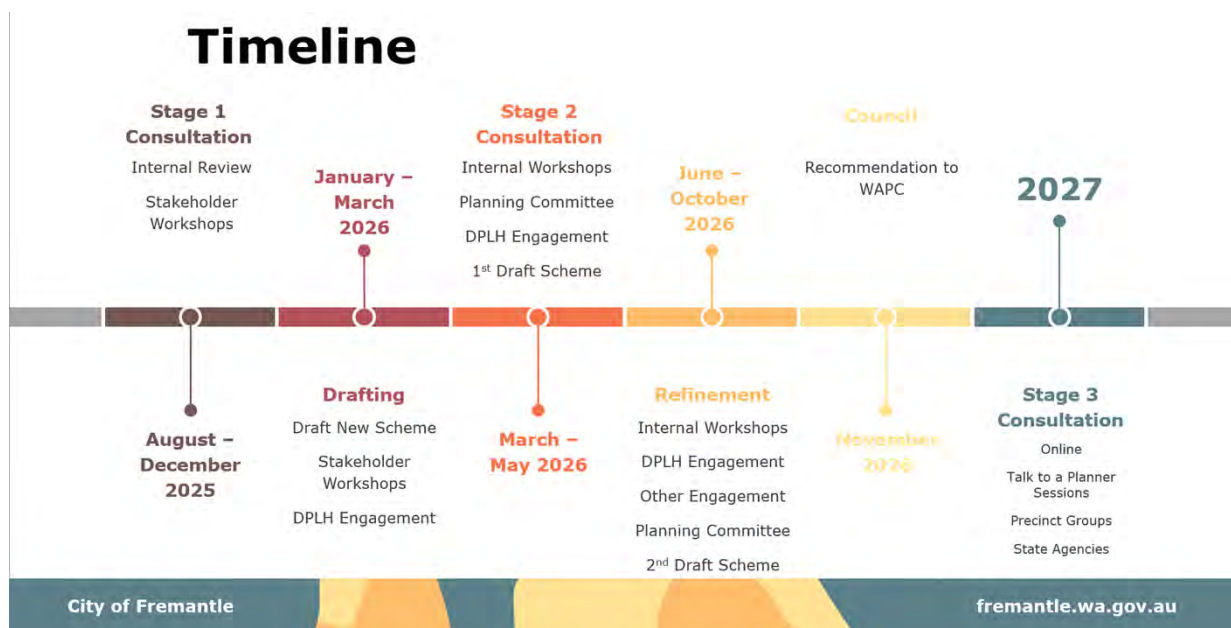 Timeline
Stage 1
Consultation
Internal Review
Stakeholder
Workshops
August –
December
2025
January –
March
2026
Drafting
Draft New Scheme
Stakeholder
Workshops
DPLH Engagement
Stage 2
Consultation
Internal Workshops
Planning Committee
DPLH Engagement
1st Draft Scheme
March –
May 2026
June –
October
2026
Refinement
Internal Workshops
DPLH Engagement
Other Engagement
Planning Committee
2nd Draft Scheme
Council
Recommendation to
WAPC
November
2026
2027
Stage 3
Consultation
Online
Talk to a Planner
Sessions
Precinct Groups
State Agencies
City of Fremantle
fremantle.wa.gov.au